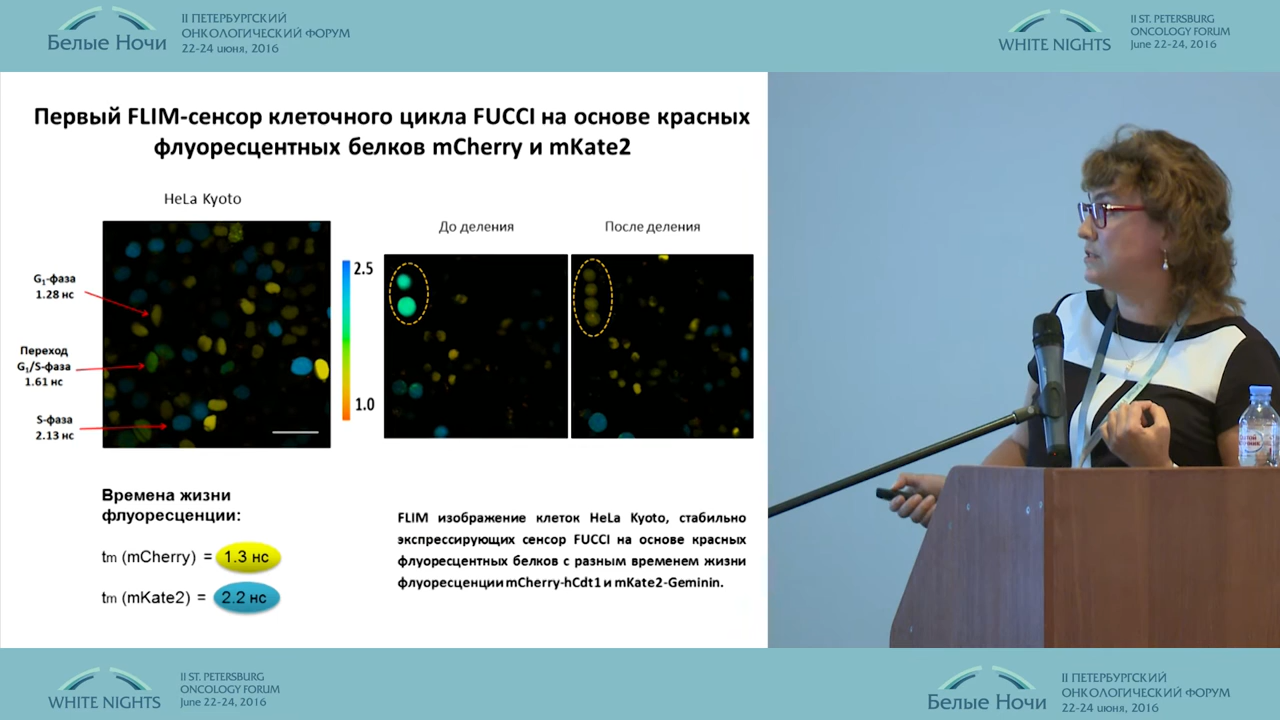 II ПЕТЕРБУРГСКИЙ
ОНКОЛОГИЧЕСКИЙ ФОРУМ
22-24 июня, 2016
Белые Ночи
WHITE NIGHTS
II ST. PETERSBURG
ONCOLOGY FORUM
June 22-24, 2016
Первый FLIM-сенсор клеточного цикла FUCCI на основе красных
флуоресцентных белков mCherry и mKate2
HeLa Kyoto
До деления
После деления
G₁-фаза
1.28 нс
Переход
G₁/S-фаза
1.61 нс
S-фаза
2.13 нс
2.5
1.0
Времена жизни
флуоресценции:
tm (mCherry) = 1.3 нс
tm (mKate2) = 2.2 нс
FLIM изображение клеток HeLa Kyoto, стабильно
экспрессирующих сенсор FUCCI на основе красных
флуоресцентных белков с разным временем жизни
флуоресценции mCherry-hCdt1 и mKate2-Geminin.
WHITE NIGHTS
II ST. PETERSBURG
ONCOLOGY FORUM
June 22-24, 2016
Белые Ночи
II ПЕТЕРБУРГСКИЙ
ОНКОЛОГИЧЕСКИЙ ФОРУМ
22-24 июня, 2016